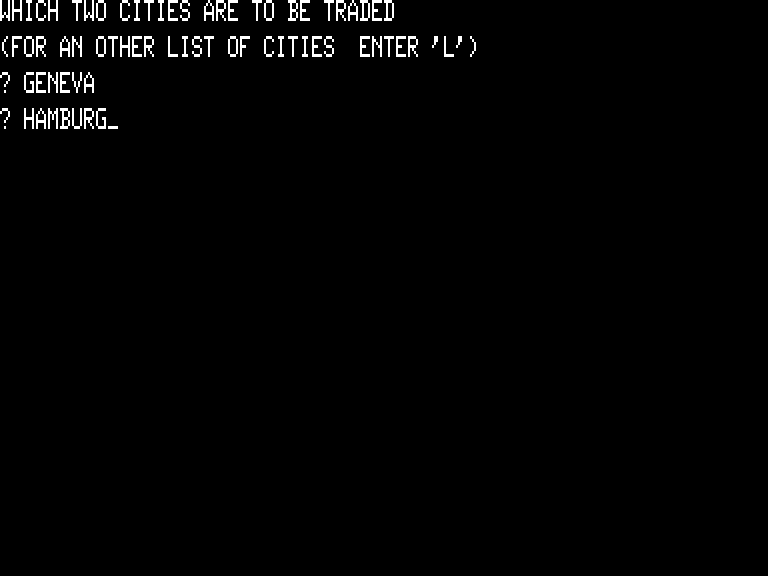 WHICH TWO CITIES ARE TO BE TRADED
(FOR AN OTHER LIST OF CITIES  ENTER 'L')
? GENEVA
? HAMBURG_